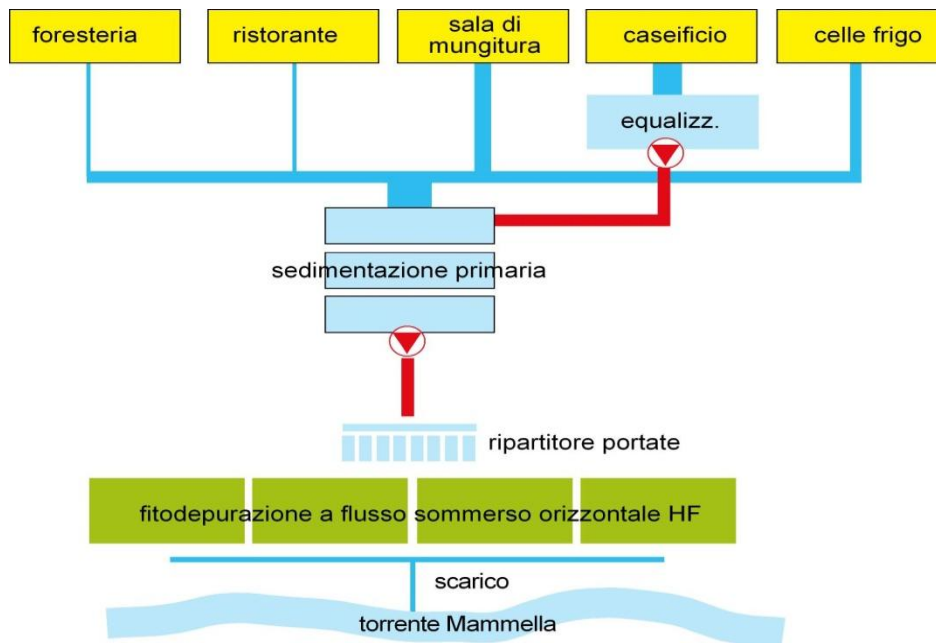 foresteria
ristorante
sala di
mungitura
caseificio
celle frigo
equalizz.
sedimentazione primaria
ripartitore portate
fitodepurazione a flusso sommerso orizzontale HF
scarico
torrente Mammella